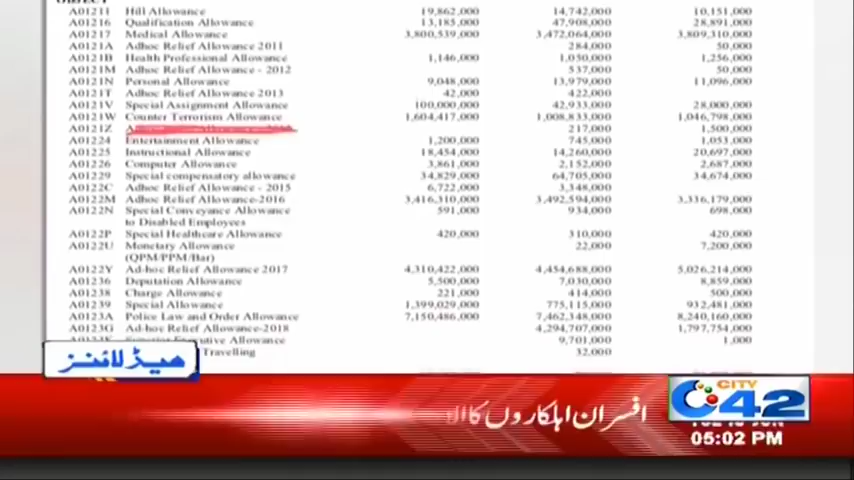 A01211 Hill Allowance 19,862,000 14,742,000 10,151,000
A01216 Qualification Allowance 13,185,000 47,908,000 28,891,000
A01217 Medical Allowance 3,800,539,000 3,472,064,000 3,809,310,000
A0121A Adhoc Relief Allowance 2011 284,000 50,000
A0121B Health Professional Allowance 1,146,000 1,050,000 1,256,000
A0121M Adhoc Relief Allowance - 2012 537,000 50,000
A0121N Personal Allowance 9,048,000 13,979,000 11,096,000
A0121T Adhoc Relief Allowance 2013 42,000 422,000
A0121V Special Assignment Allowance 100,000,000 42,933,000 28,000,000
A0121W Counter Terrorism Allowance 1,604,417,000 1,008,833,000 1,046,798,000
A0121Z 217,000 1,500,000
A01224 Entertainment Allowance 1,200,000 745,000 1,053,000
A01225 Instructional Allowance 18,454,000 14,260,000 20,697,000
A01226 Computer Allowance 3,861,000 2,152,000 2,687,000
A01229 Special compensatory allowance 34,829,000 64,705,000 34,674,000
A0122C Adhoc Relief Allowance - 2015 6,722,000 3,348,000
A0122M Adhoc Relief Allowance-2016 3,416,310,000 3,492,594,000 3,336,179,000
A0122N Special Conveyance Allowance 591,000 934,000 698,000
to Disabled Employees
A0122P Special Healthcare Allowance 420,000 310,000 420,000
A0122U Monetary Allowance 22,000 7,200,000
(QPM/PPM/Bar)
A0122Y Ad-hoc Relief Allowance 2017 4,310,422,000 4,454,688,000 5,026,214,000
A01236 Deputation Allowance 5,500,000 7,030,000 8,859,000
A01238 Charge Allowance 221,000 414,000 500,000
A01239 Special Allowance 1,399,029,000 775,115,000 932,481,000
A0123A Police Law and Order Allowance 7,150,486,000 7,462,348,000 8,240,160,000
A0123G Ad-hoc Relief Allowance-2018 4,294,707,000 1,797,754,000
Executive Allowance 9,701,000 1,000
Travelling 32,000
ہیڈلائنز
افسران اہلکاروں کا الا
CITY
42
05:02 PM